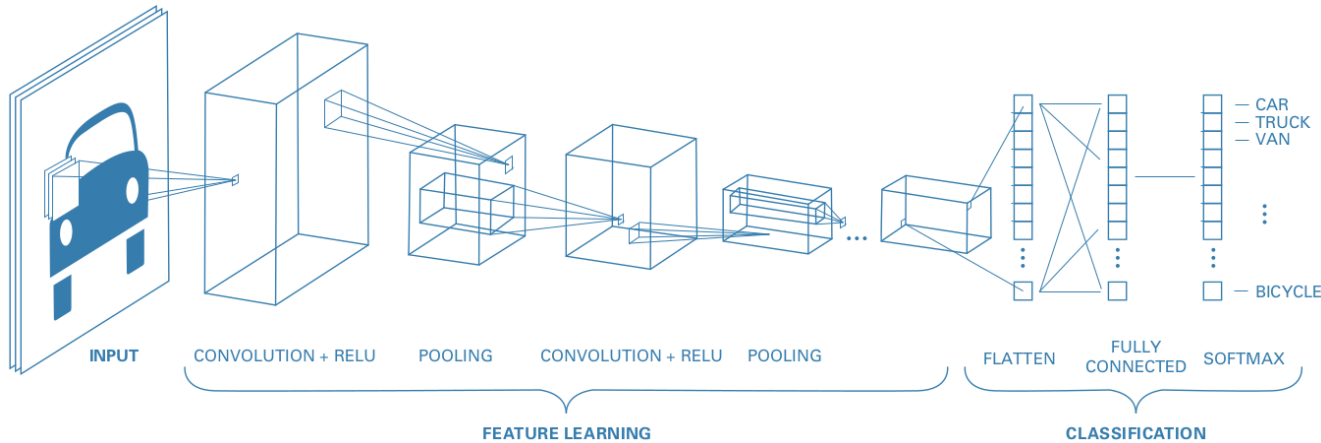 CAR
TRUCK
VAN
BICYCLE
INPUT
CONVOLUTION + RELU
POOLING
CONVOLUTION + RELU
POOLING
FLATTEN
FULLY
CONNECTED
SOFTMAX
FEATURE LEARNING
CLASSIFICATION